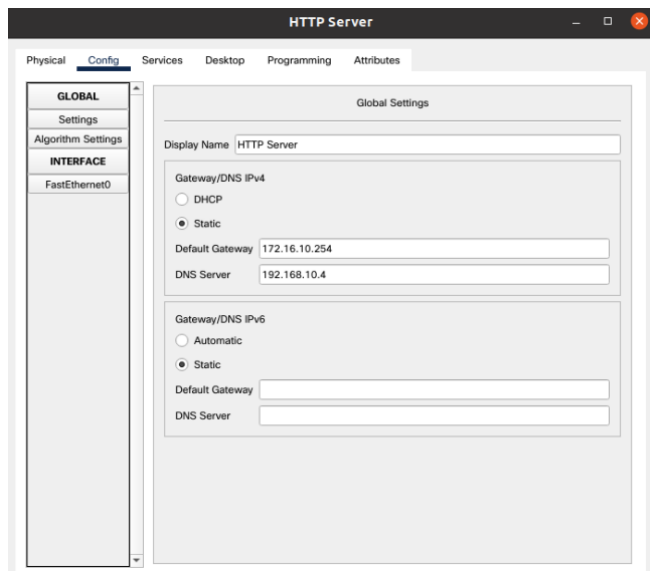 HTTP Server
Physical Config Services Desktop Programming Attributes
GLOBAL
Settings
Algorithm Settings
INTERFACE
FastEthernet0
Global Settings
Display Name HTTP Server
Gateway/DNS IPv4
DHCP
Static
Default Gateway 172.16.10.254
DNS Server 192.168.10.4
Gateway/DNS IPv6
Automatic
Static
Default Gateway
DNS Server